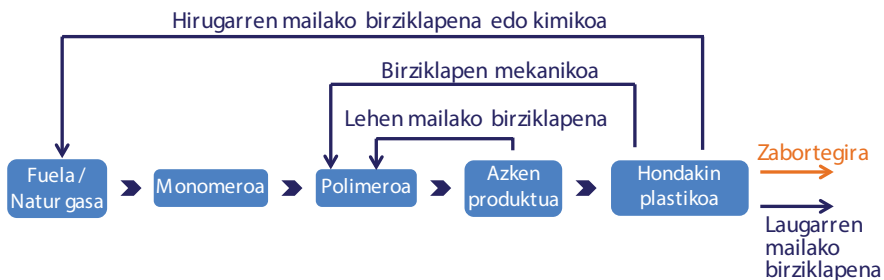 Hirugarren mailako birziklapena edo kimikoa
Birziklapen mekanikoa
Lehen mailako birziklapena
Fuela /
Natur gasa
Monomeroa
Polimeroa
Azken
produktua
Hondakin
plastikoa
Zabortegira
Laugarren
mailako
birziklapena